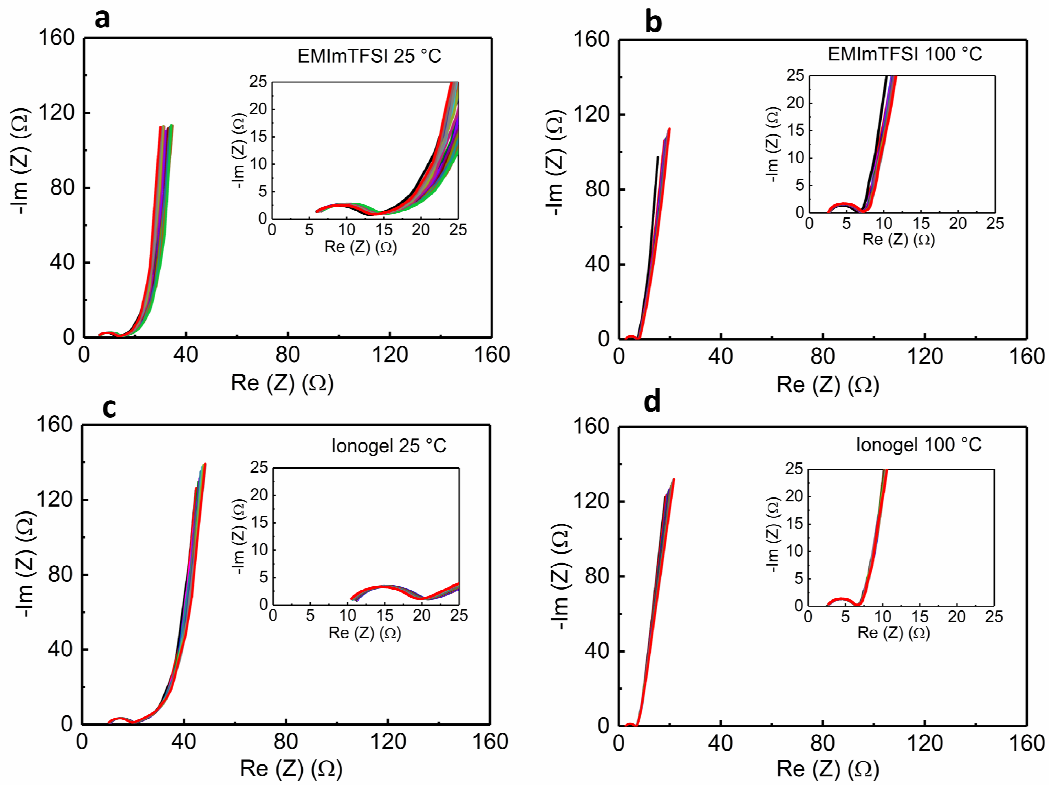 a
EMImTFSI 25 °C
-Im (Z) (Ω)
160
120
80
40
0
0 40 80 120 160
Re (Z) (Ω)
-Im (Z) (Ω)
25
20
15
10
5
0
0 5 10 15 20 25
Re (Z) (Ω)
b
EMImTFSI 100 °C
-Im (Z) (Ω)
160
120
80
40
0
0 40 80 120 160
Re (Z) (Ω)
-Im (Z) (Ω)
25
20
15
10
5
0
0 5 10 15 20 25
Re (Z) (Ω)
c
Ionogel 25 °C
-Im (Z) (Ω)
160
120
80
40
0
0 40 80 120 160
Re (Z) (Ω)
-Im (Z) (Ω)
25
20
15
10
5
0
0 5 10 15 20 25
Re (Z) (Ω)
d
Ionogel 100 °C
-Im (Z) (Ω)
160
120
80
40
0
0 40 80 120 160
Re (Z) (Ω)
-Im (Z) (Ω)
25
20
15
10
5
0
0 5 10 15 20 25
Re (Z) (Ω)